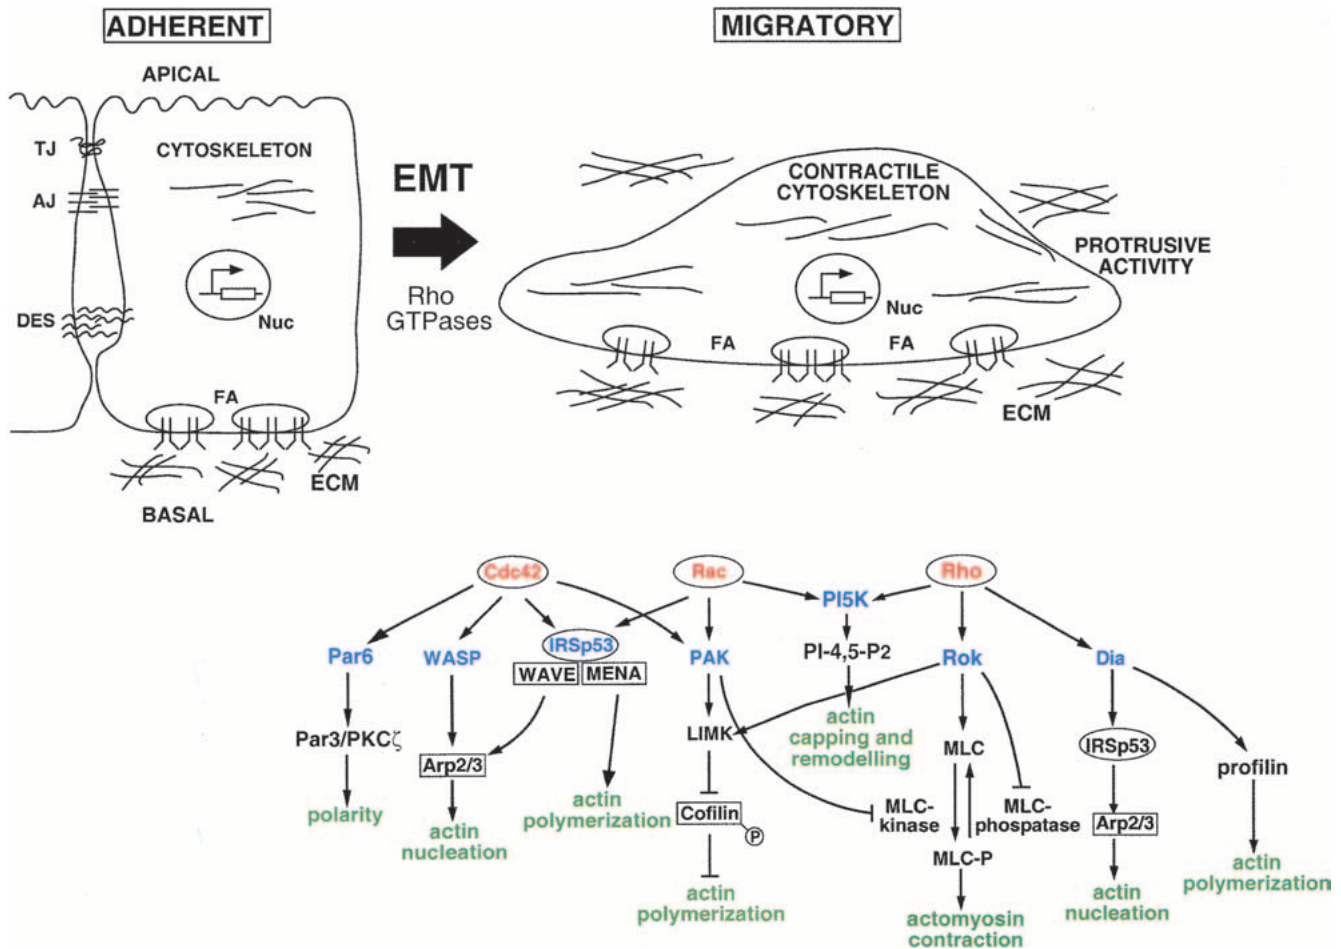 ADHERENT
MIGRATORY
APICAL
TJ
CYTOSKELETON
AJ
DES
Nuc
FA
ECM
BASAL
EMT
Rho
GTPases
CONTRACTILE
CYTOSKELETON
PROTRUSIVE
ACTIVITY
Nuc
FA
FA
ECM
Cdc42
Rac
Rho
PI5K
Par6
WASP
IRSp53
WAVE
MENA
PAK
PI-4,5-P2
Rok
Dia
Par3/PKCζ
Arp2/3
LIMK
actin
capping and
remodelling
MLC
IRSp53
profilin
polarity
actin
nucleation
actin
polymerization
Cofilin
P
MLC-
kinase
MLC-
phospatase
Arp2/3
MLC-P
actin
polymerization
actin
polymerization
actomyosin
contraction
actin
nucleation